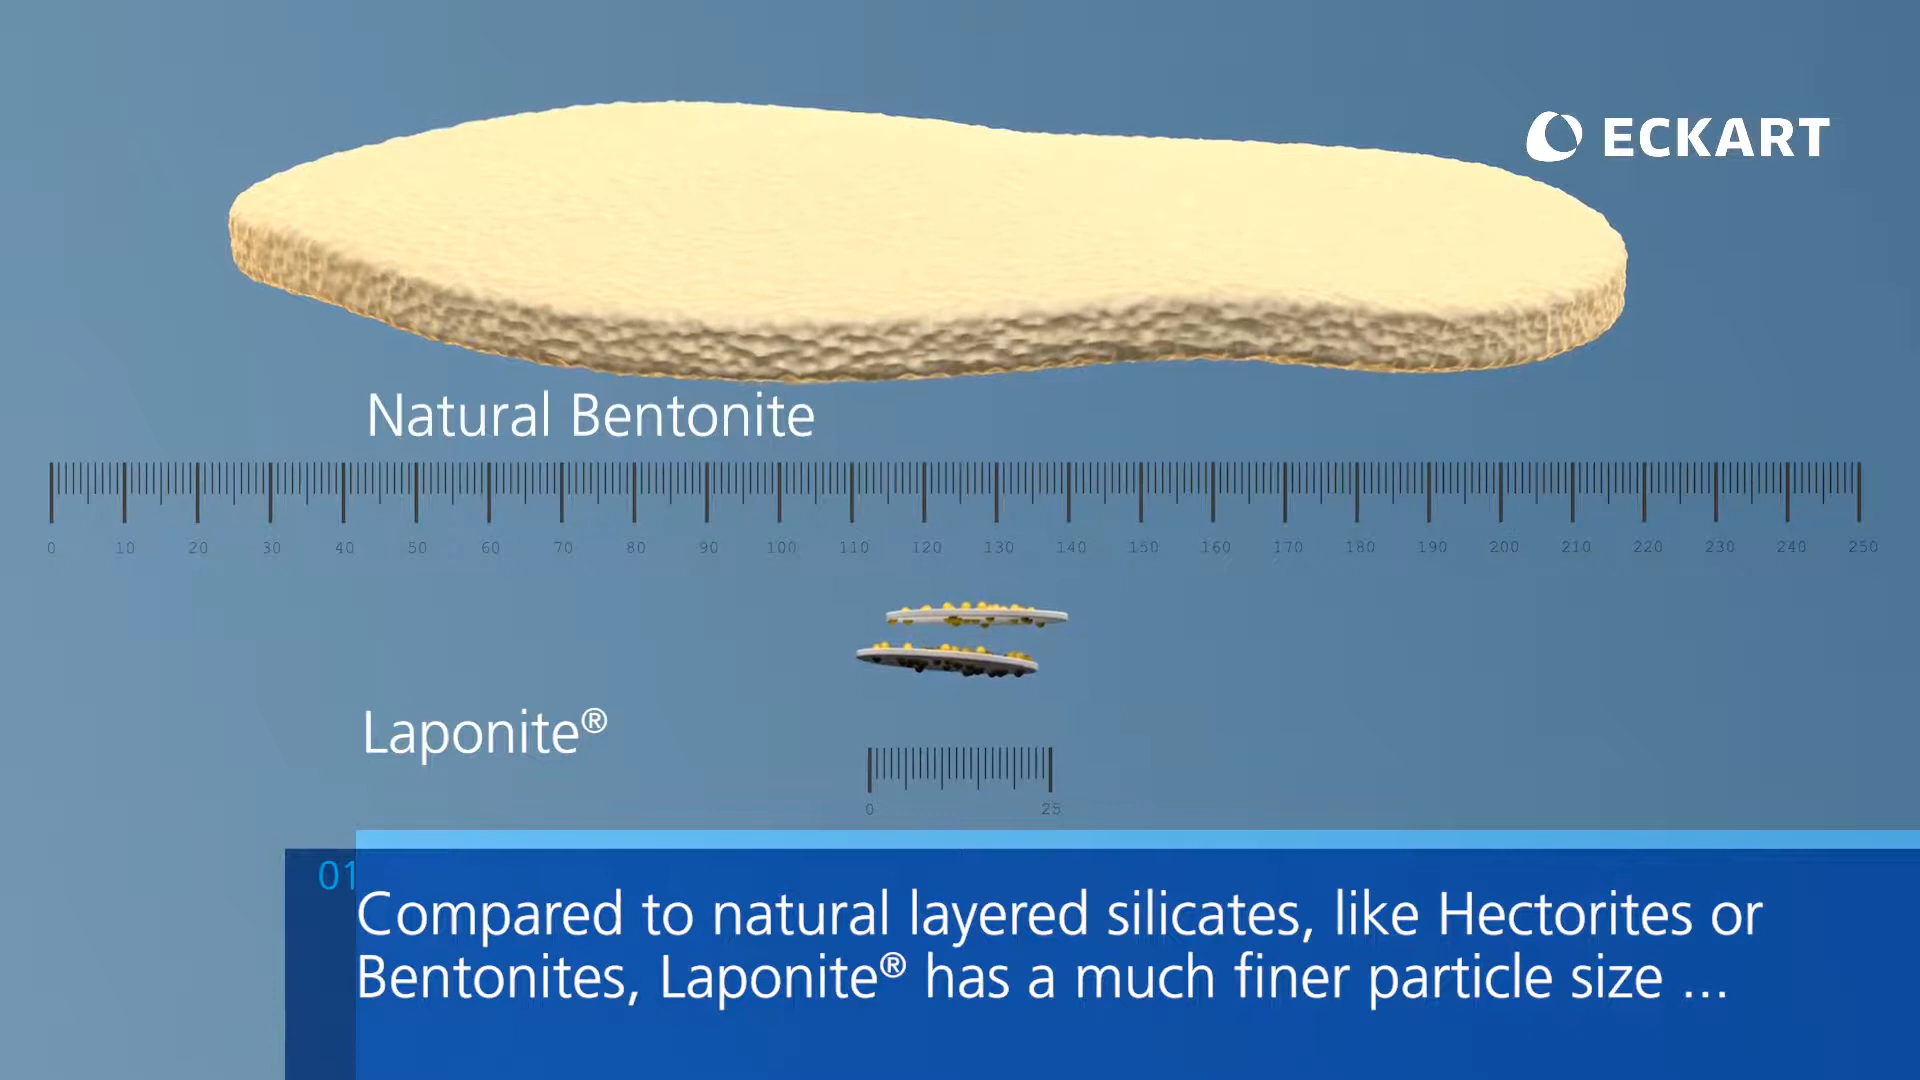 ECKART
Natural Bentonite
0 10 20 30 40 50 60 70 80 90 100 110 120 130 140 150 160 170 180 190 200 210 220 230 240 250
Laponite®
0 25
01
Compared to natural layered silicates, like Hectorites or
Bentonites, Laponite® has a much finer particle size ...